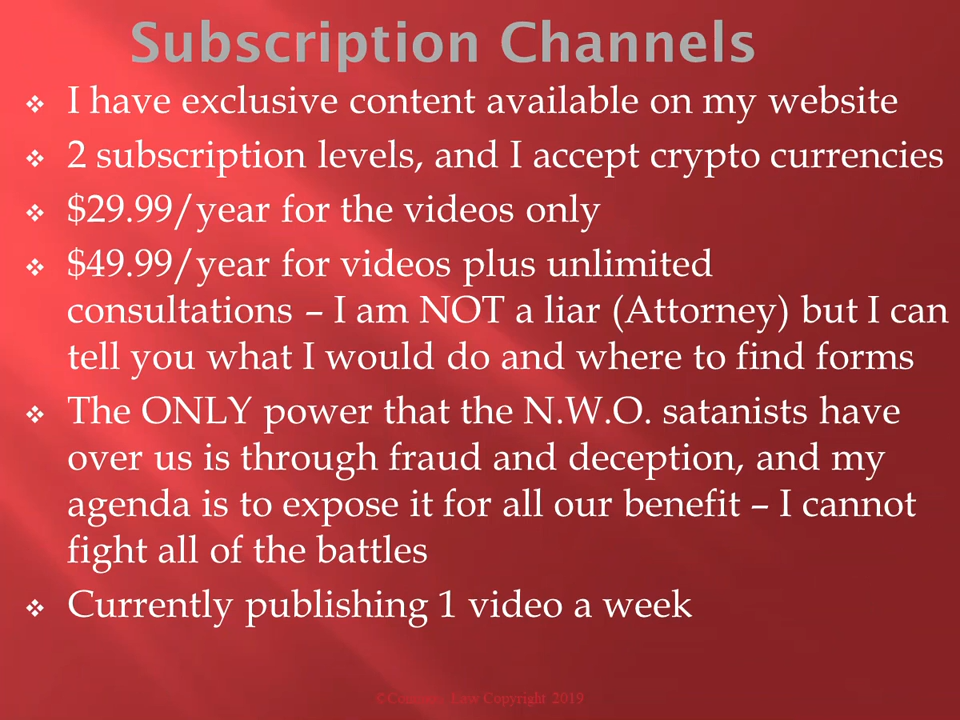 Subscription Channels
I have exclusive content available on my website
2 subscription levels, and I accept crypto currencies
$29.99/year for the videos only
$49.99/year for videos plus unlimited
consultations – I am NOT a liar (Attorney) but I can
tell you what I would do and where to find forms
The ONLY power that the N.W.O. satanists have
over us is through fraud and deception, and my
agenda is to expose it for all our benefit – I cannot
fight all of the battles
Currently publishing 1 video a week
Law Copyright 2019